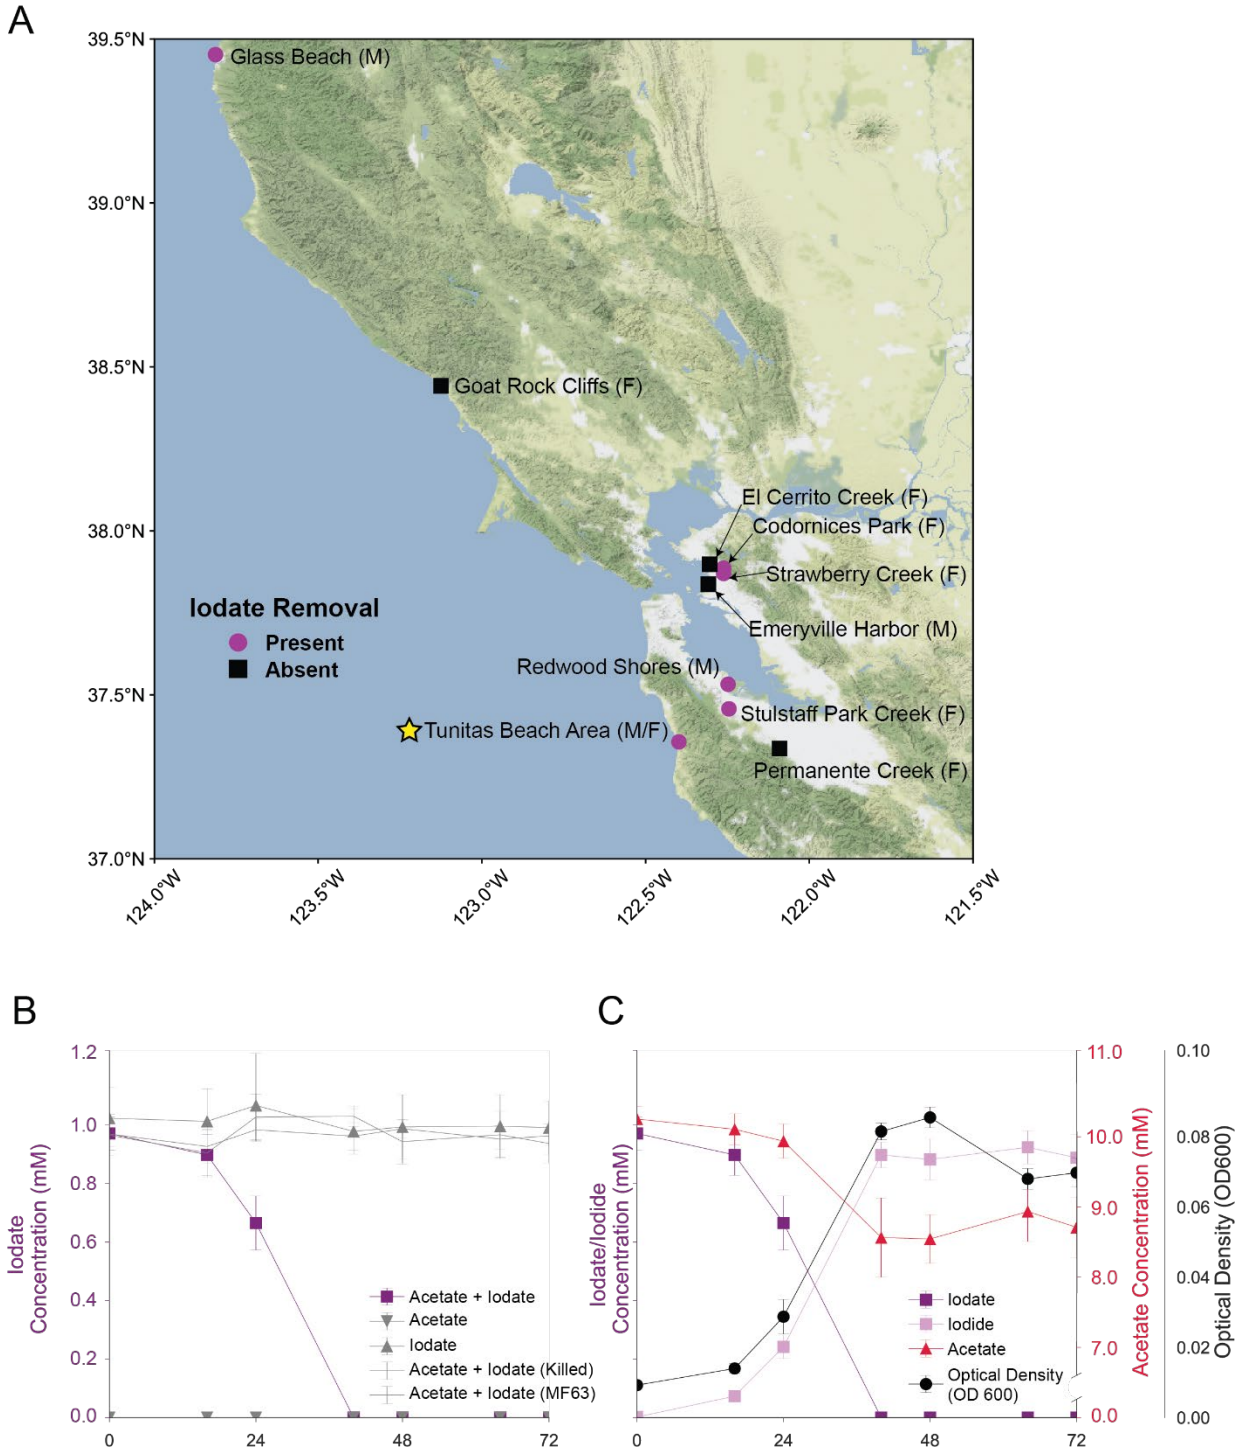 A
39.5°N
39.0°N
38.5°N
38.0°N
37.5°N
37.0°N
124.0°W
123.5°W
123.0°W
122.5°W
122.0°W
121.5°W
Glass Beach (M)
Goat Rock Cliffs (F)
El Cerrito Creek (F)
Codornices Park (F)
Strawberry Creek (F)
Emeryville Harbor (M)
Redwood Shores (M)
Stulstaff Park Creek (F)
Tunitas Beach Area (M/F)
Permanente Creek (F)
Iodate Removal
Present
Absent
B
Iodate
Concentration (mM)
1.2
1.0
0.8
0.6
0.4
0.2
0.0
0
24
48
72
Acetate + Iodate
Acetate
Iodate
Acetate + Iodate (Killed)
Acetate + Iodate (MF63)
C
Iodate/Iodide
Concentration (mM)
0
24
48
72
Iodate
Iodide
Acetate
Optical Density
(OD 600)
11.0
10.0
9.0
8.0
7.0
0.0
Acetate Concentration (mM)
0.10
0.08
0.06
0.04
0.02
0.00
Optical Density (OD600)